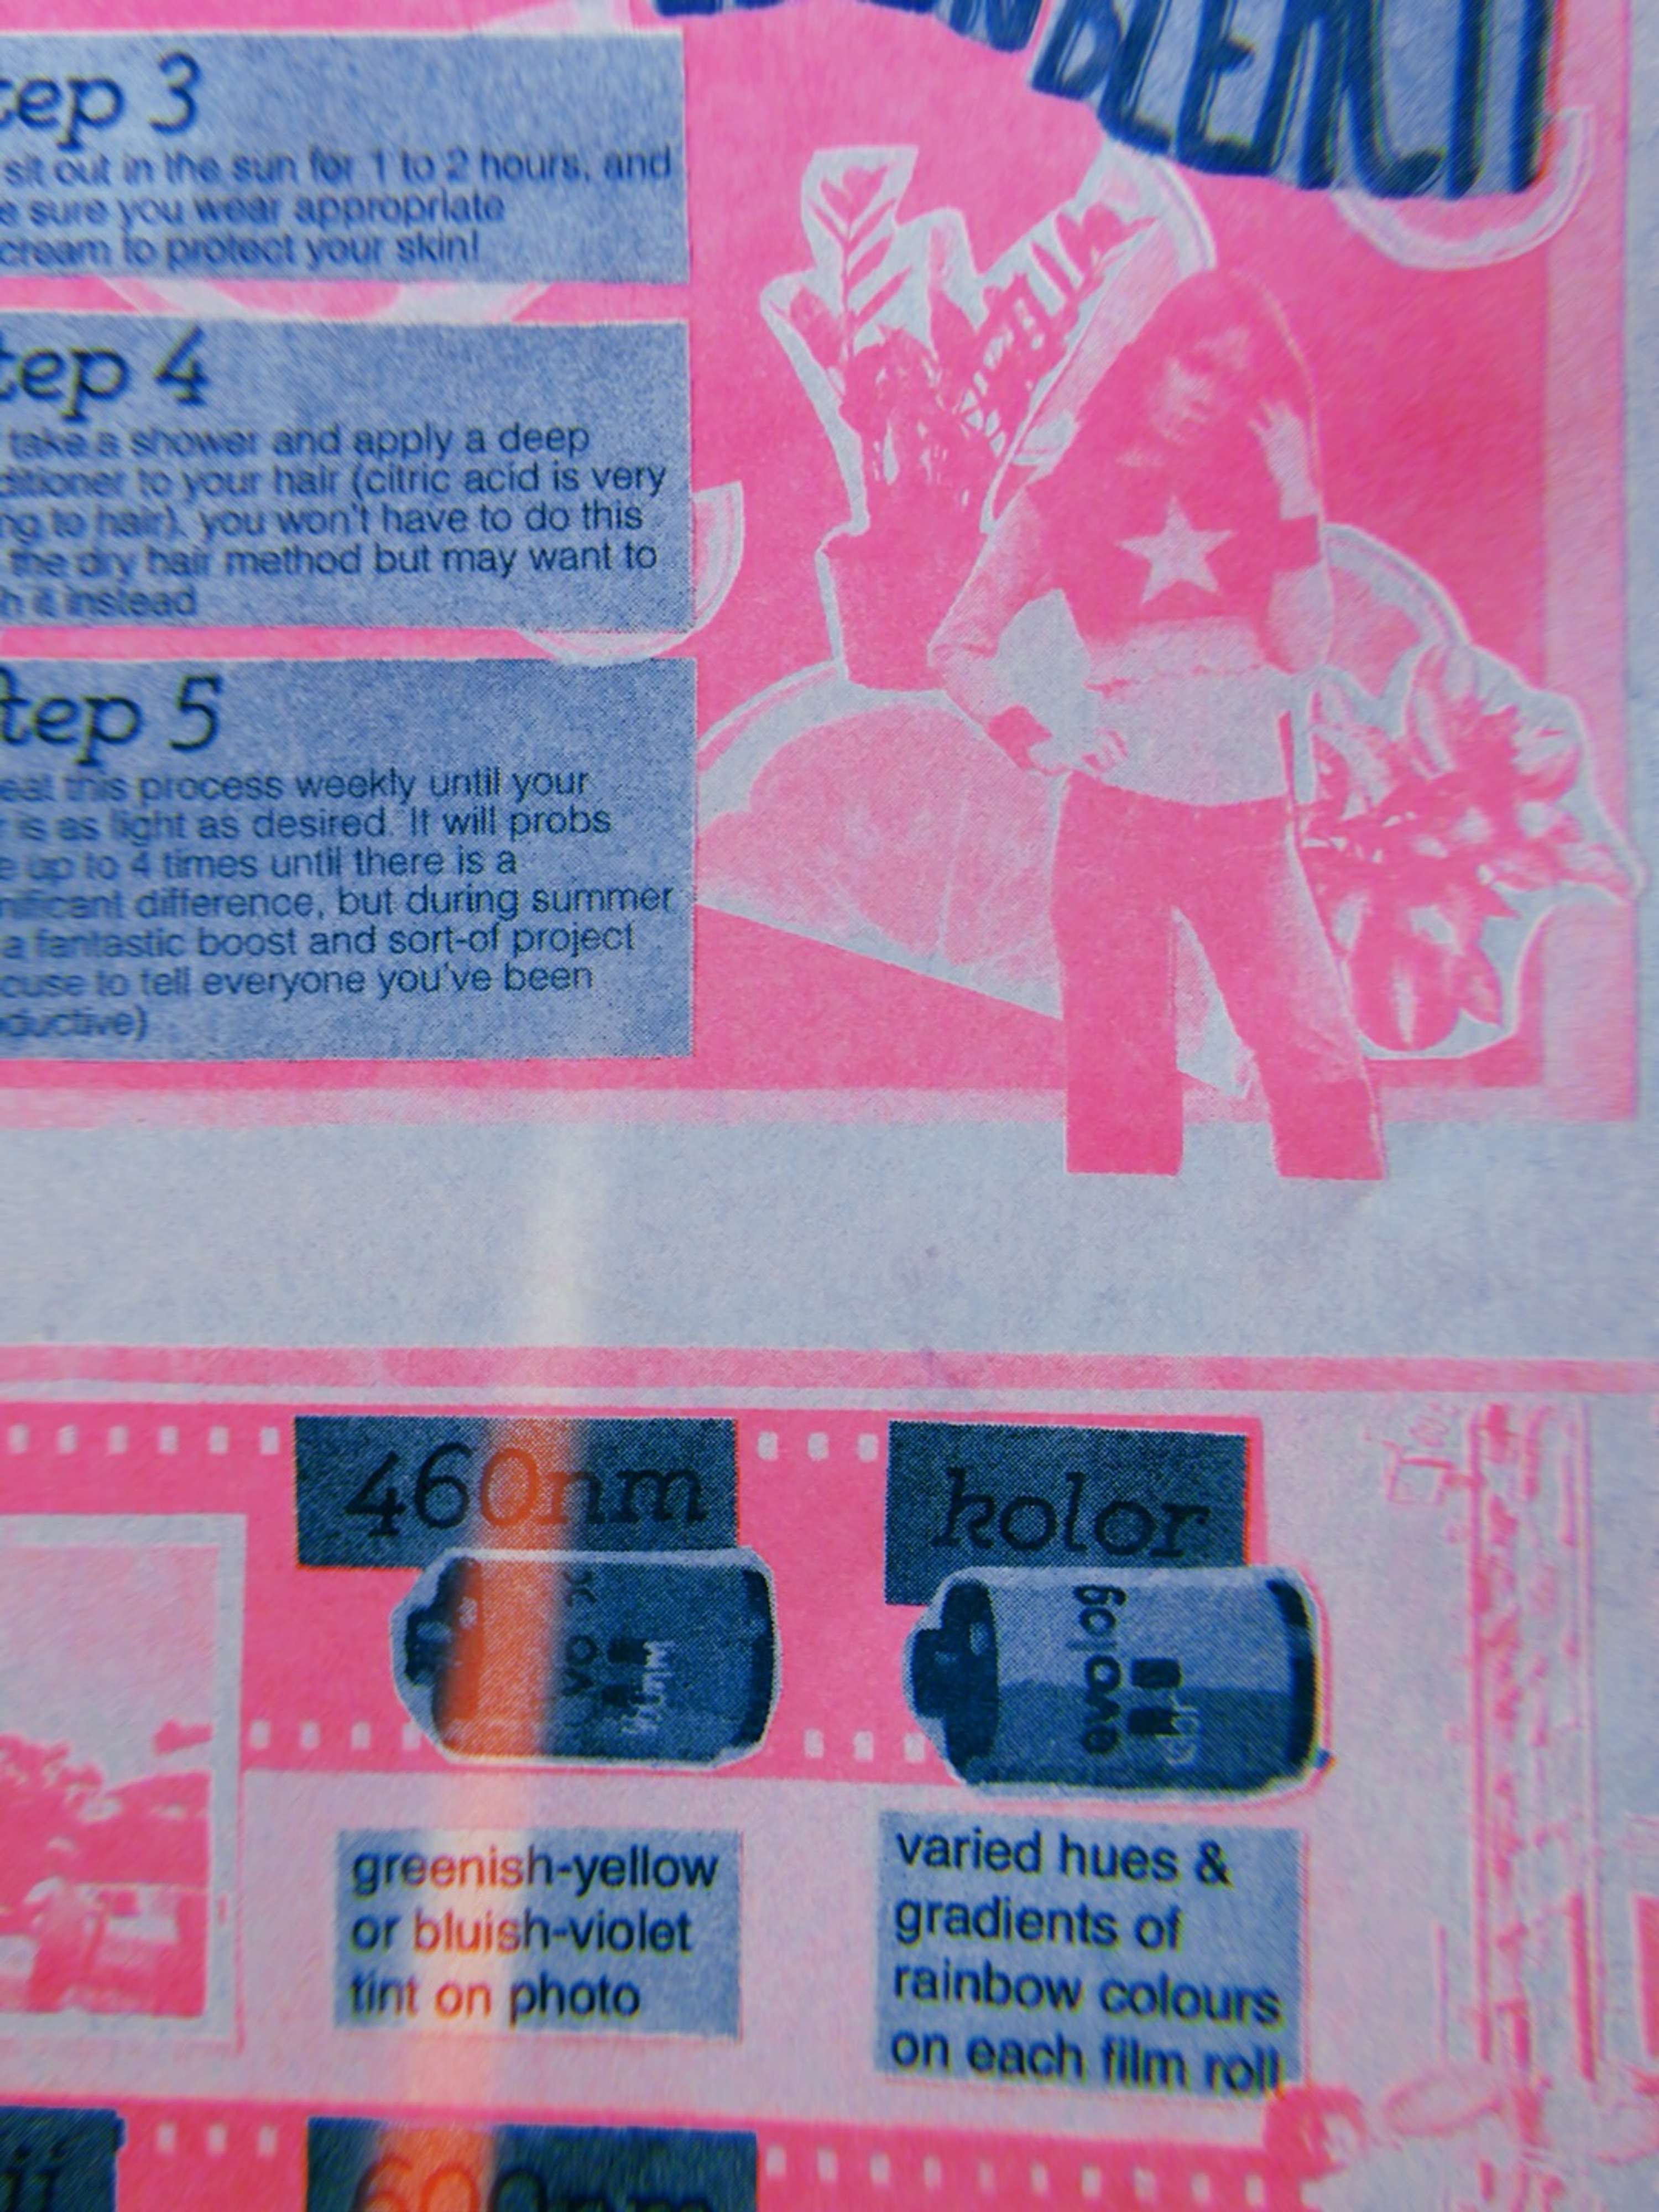 BLEACH
tep 3
sit out in the sun for 1 to 2 hours, and
e sure you wear appropriate
cream to protect your skin!
tep 4
take a shower and apply a deep
ditioner to your hair (citric acid is very
ng to hair). you won't have to do this
the dry hair method but may want to
h it instead
tep 5
eat this process weekly until your
r is as light as desired. It will probs
e up to 4 times until there is a
nificant difference, but during summer
a fantastic boost and sort-of project
cuse to tell everyone you've been
ductive)
460nm
kolor
evolog
greenish-yellow
or bluish-violet
tint on photo
varied hues &
gradients of
rainbow colours
on each film roll
ii
600nm